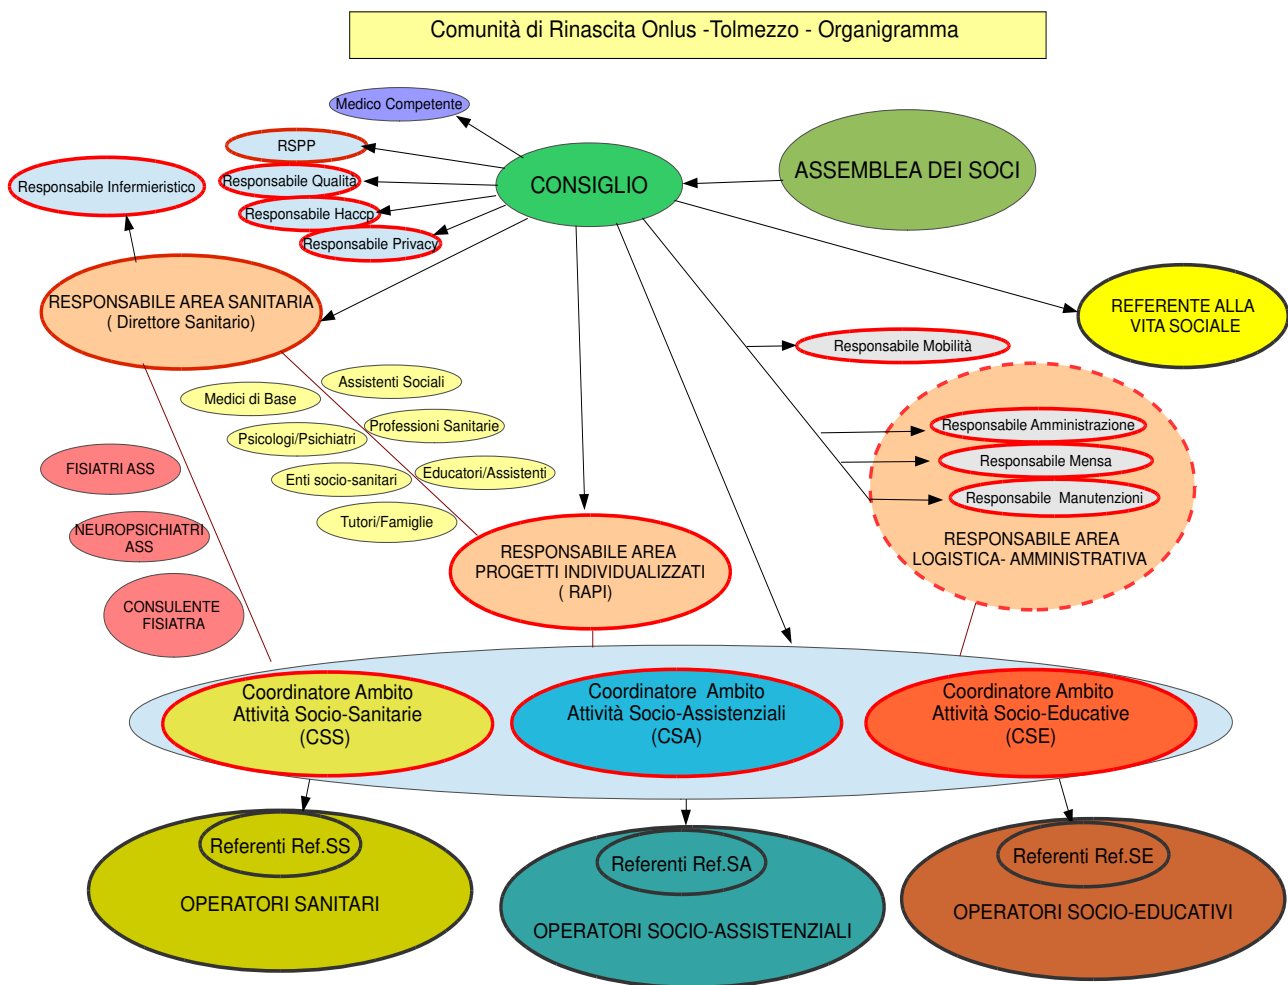 Comunità di Rinascita Onlus -Tolmezzo - Organigramma
Medico Competente
RSPP
Responsabile Qualità
Responsabile Haccp
Responsabile Privacy
Responsabile Infermieristico
CONSIGLIO
ASSEMBLEA DEI SOCI
RESPONSABILE AREA SANITARIA
( Direttore Sanitario)
REFERENTE ALLA
VITA SOCIALE
Responsabile Mobilità
Assistenti Sociali
Medici di Base
Professioni Sanitarie
Psicologi/Psichiatri
Educatori/Assistenti
Enti socio-sanitari
Tutori/Famiglie
FISIATRI ASS
NEUROPSICHIATRI
ASS
CONSULENTE
FISIATRA
Responsabile Amministrazione
Responsabile Mensa
Responsabile Manutenzioni
RESPONSABILE AREA
LOGISTICA- AMMINISTRATIVA
RESPONSABILE AREA
PROGETTI INDIVIDUALIZZATI
( RAPI)
Coordinatore Ambito
Attività Socio-Sanitarie
(CSS)
Coordinatore Ambito
Attività Socio-Assistenziali
(CSA)
Coordinatore Ambito
Attività Socio-Educative
(CSE)
Referenti Ref.SS
OPERATORI SANITARI
Referenti Ref.SA
OPERATORI SOCIO-ASSISTENZIALI
Referenti Ref.SE
OPERATORI SOCIO-EDUCATIVI